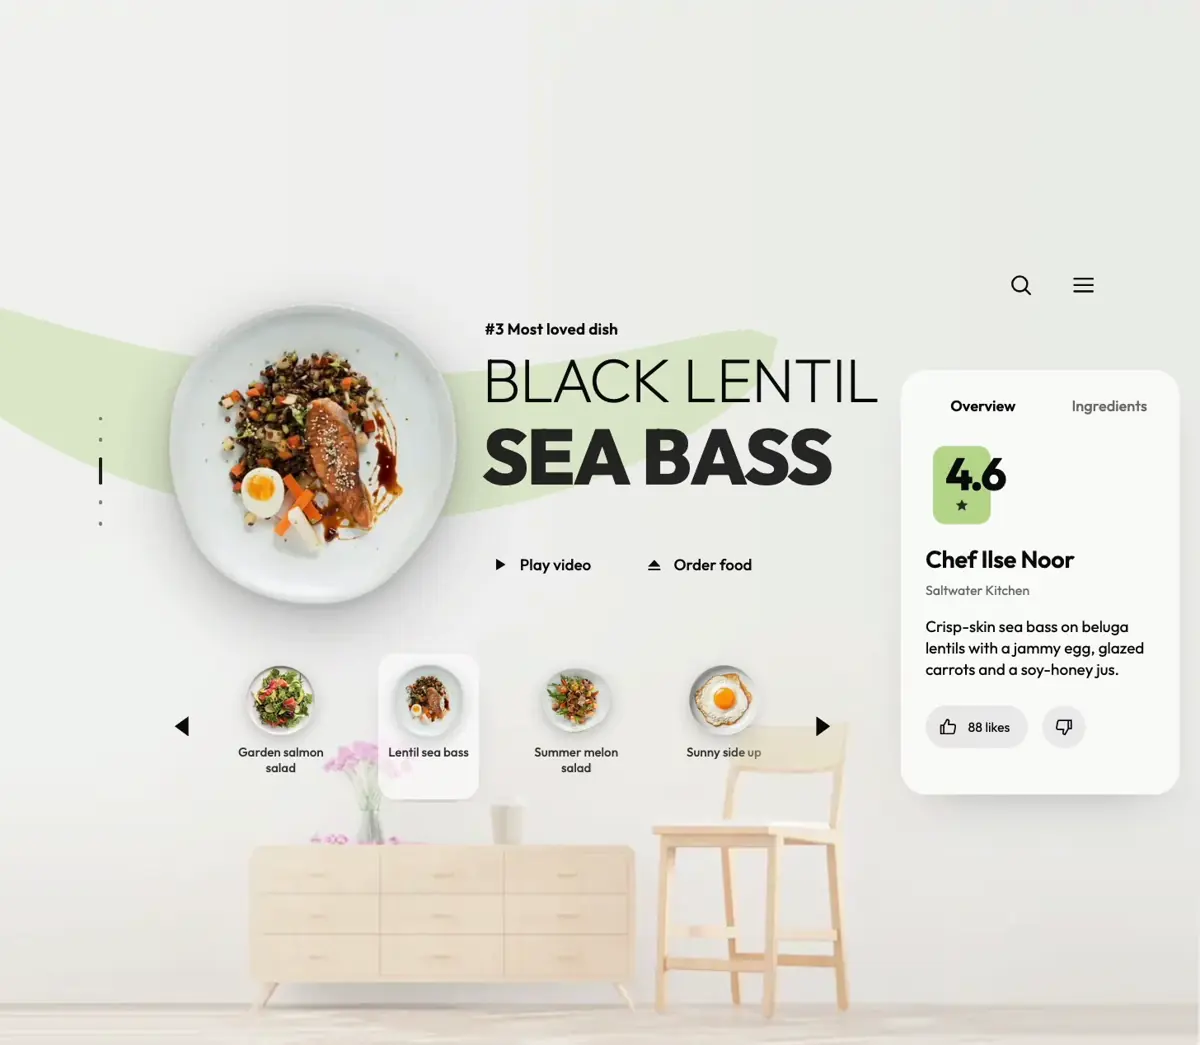 #3 Most loved dish
BLACK LENTIL
SEA BASS
Play video
Order food
Garden salmon
salad
Lentil sea bass
Summer melon
salad
Sunny side up
Overview
Ingredients
4.6
Chef Ilse Noor
Saltwater Kitchen
Crisp-skin sea bass on beluga
lentils with a jammy egg, glazed
carrots and a soy-honey jus.
88 likes